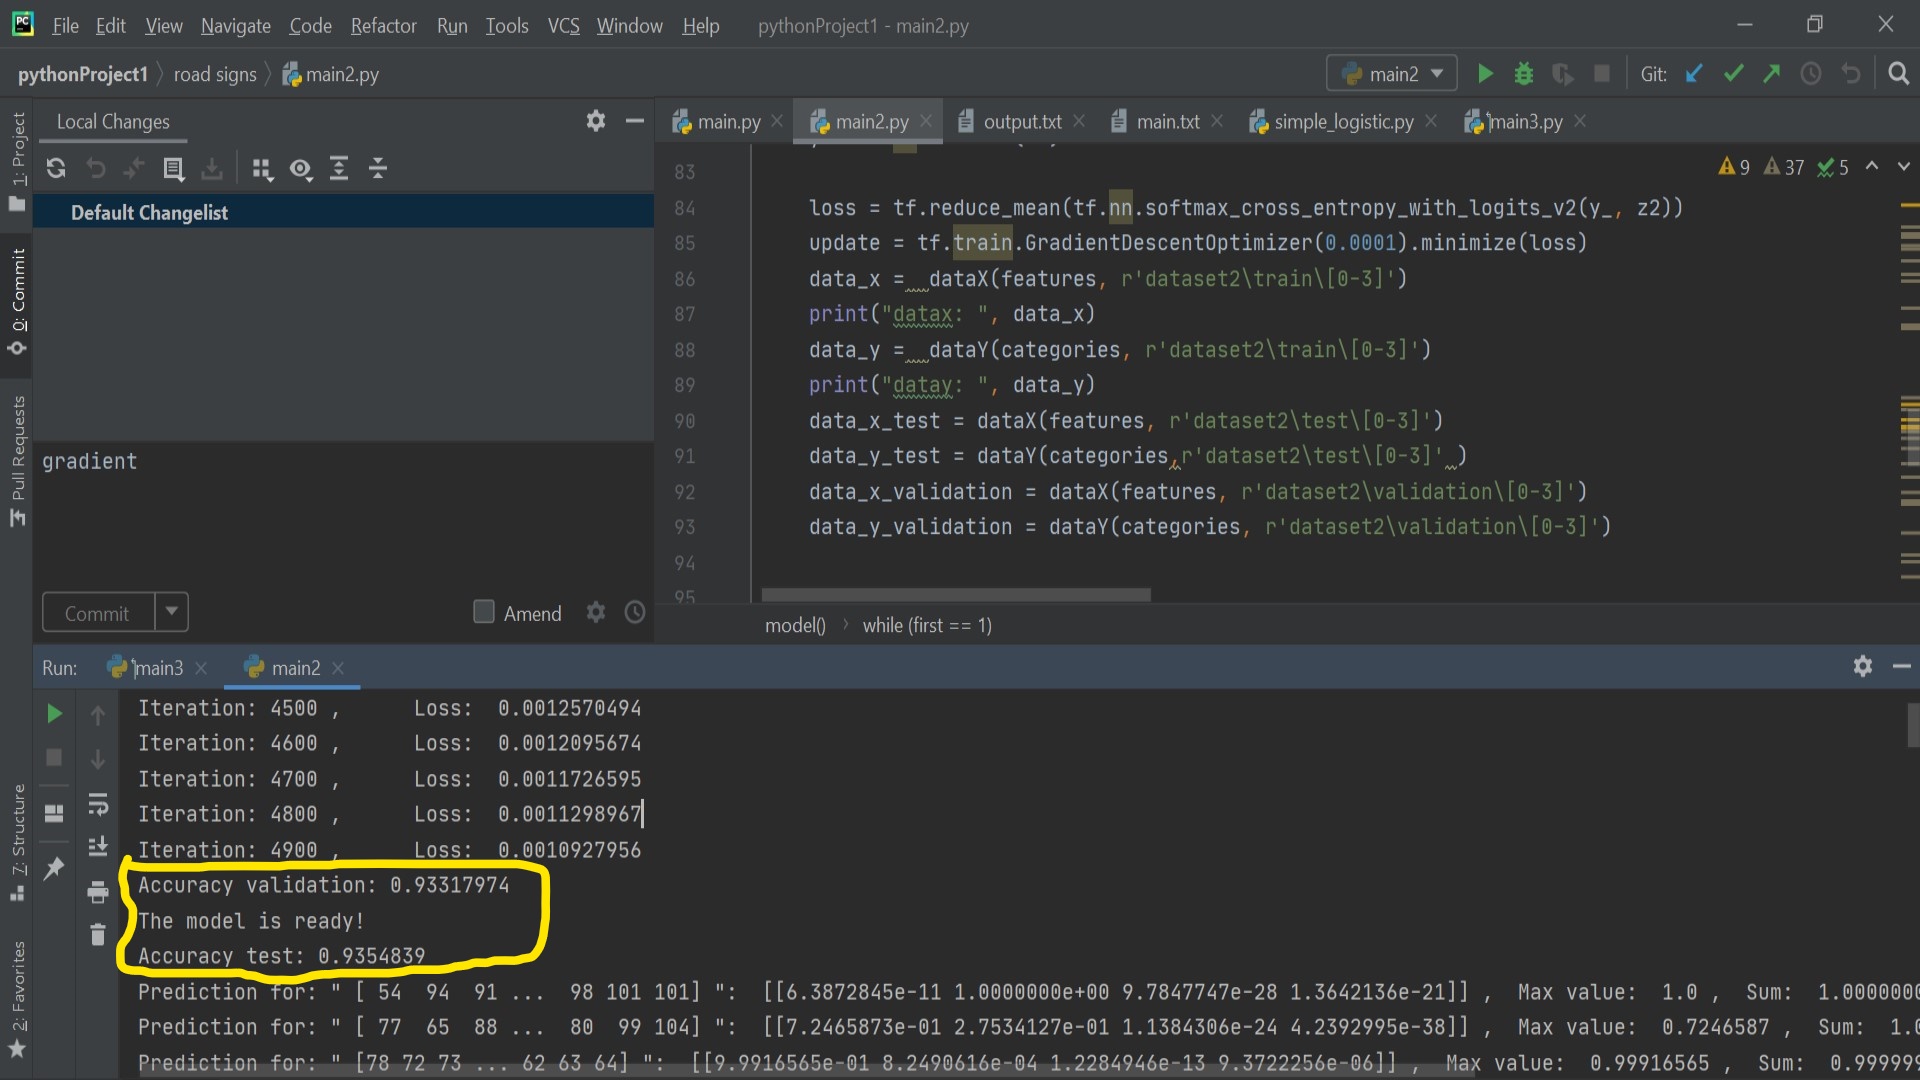 PC File Edit View Navigate Code Refactor Run Tools VCS Window Help pythonProject1 - main2.py
pythonProject1 road signs main2.py main2 Git:
1: Project
0: Commit
Pull Requests
7: Structure
2: Favorites
Local Changes
Default Changelist
gradient
Commit Amend
main.py main2.py output.txt main.txt simple_logistic.py main3.py
9 37 5
83
84 loss = tf.reduce_mean(tf.nn.softmax_cross_entropy_with_logits_v2(y_, z2))
85 update = tf.train.GradientDescentOptimizer(0.0001).minimize(loss)
86 data_x = dataX(features, r'dataset2\train\[0-3]')
87 print("datax: ", data_x)
88 data_y = dataY(categories, r'dataset2\train\[0-3]')
89 print("datay: ", data_y)
90 data_x_test = dataX(features, r'dataset2\test\[0-3]')
91 data_y_test = dataY(categories,r'dataset2\test\[0-3]' )
92 data_x_validation = dataX(features, r'dataset2\validation\[0-3]')
93 data_y_validation = dataY(categories, r'dataset2\validation\[0-3]')
94
95
model() while (first == 1)
Run: main3 main2
Iteration: 4500 , Loss: 0.0012570494
Iteration: 4600 , Loss: 0.0012095674
Iteration: 4700 , Loss: 0.0011726595
Iteration: 4800 , Loss: 0.0011298967
Iteration: 4900 , Loss: 0.0010927956
Accuracy validation: 0.93317974
The model is ready!
Accuracy test: 0.9354839
Prediction for: " [ 54 94 91 ... 98 101 101] ": [[6.3872845e-11 1.0000000e+00 9.7847747e-28 1.3642136e-21]] , Max value: 1.0 , Sum: 1.0000000
Prediction for: " [ 77 65 88 ... 80 99 104] ": [[7.2465873e-01 2.7534127e-01 1.1384306e-24 4.2392995e-38]] , Max value: 0.7246587 , Sum: 1.0
Prediction for: " [78 72 73 ... 62 63 64] ": [[9.9916565e-01 8.2490616e-04 1.2284946e-13 9.3722256e-06]] , Max value: 0.99916565 , Sum: 0.999999